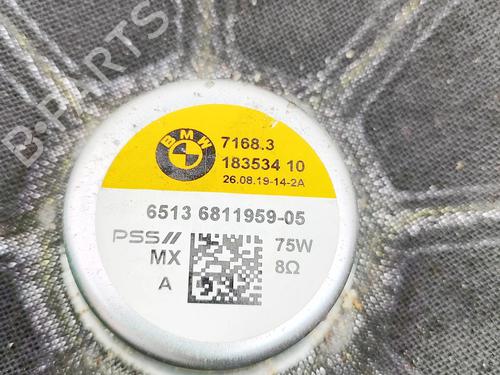 B-PARTS
BMW
7168.3
183534 10
26.08.19-14-2A
6513 6811959-05
PSS//
MX
A
75W
8Ω